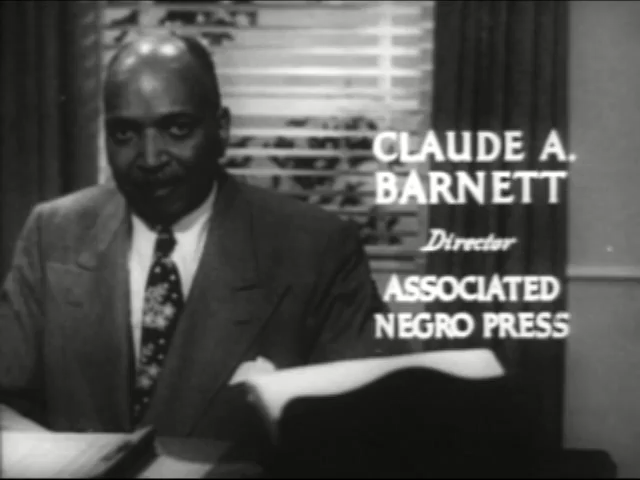 CLAUDE A.
BARNETT
Director
ASSOCIATED
NEGRO PRESS